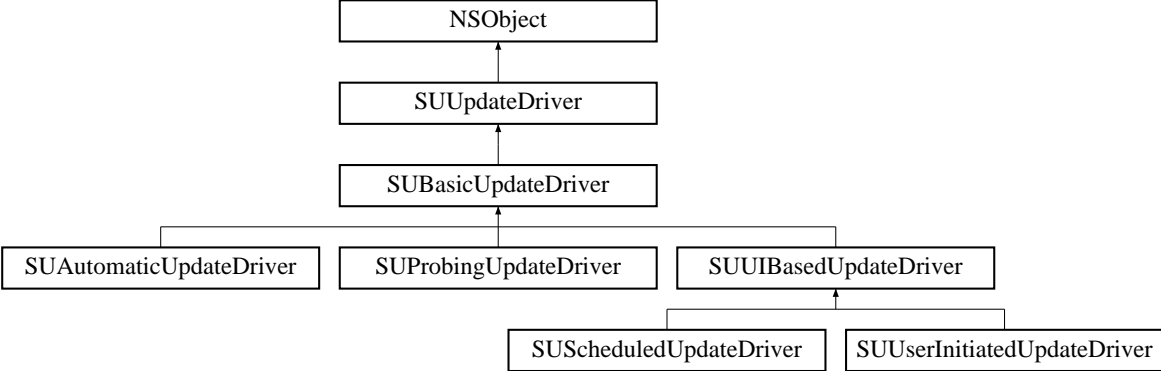 NSObject
SUUpdateDriver
SUBasicUpdateDriver
SUAutomaticUpdateDriver
SUProbingUpdateDriver
SUUIBasedUpdateDriver
SUScheduledUpdateDriver
SUUserInitiatedUpdateDriver